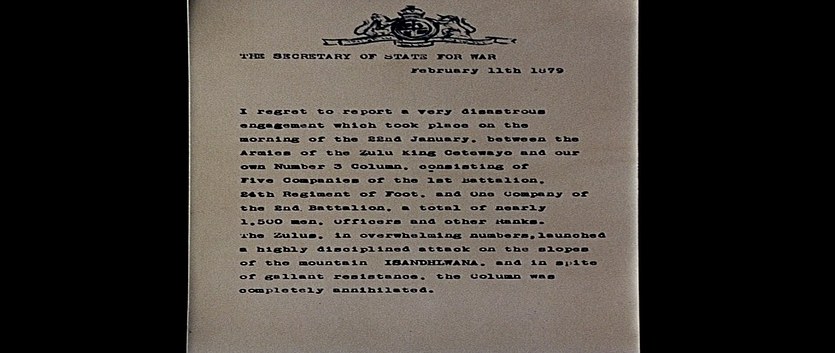 THE SECRETARY OF STATE FOR WAR
February 11th 1879
I regret to report a very disastrous
engagement which took place on the
morning of the 22nd January, between the
Armies of the Zulu King Cetewayo and our
own Number 3 Column, consisting of
Five Companies of the 1st Battalion,
24th Regiment of Foot, and One Company of
the 2nd Battalion, a total of nearly
1,500 men, Officers and other Ranks.
The Zulus, in overwhelming numbers,launched
a highly disciplined attack on the slopes
of the mountain ISANDHLWANA, and in spite
of gallant resistance, the Column was
completely annihilated.